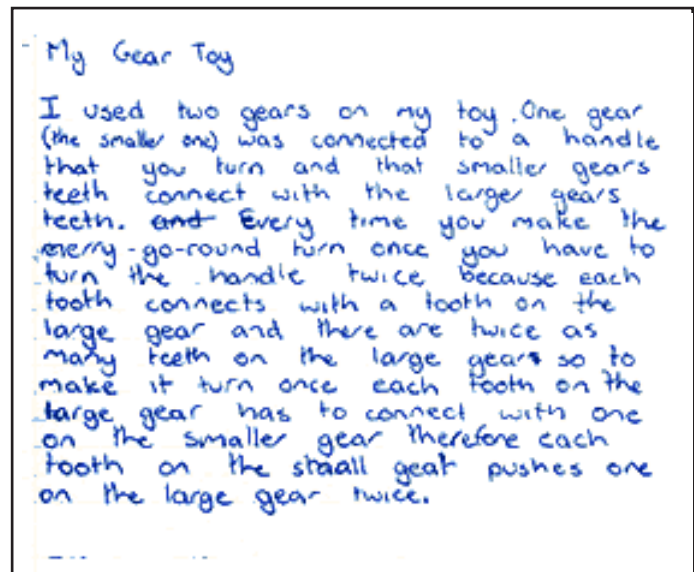 My Gear Toy
I used two gears on my toy. One gear
(the smaller one) was connected to a handle
that you turn and that smaller gears
teeth connect with the larger gears
teeth. and Every time you make the
merry-go-round turn once you have to
turn the handle twice because each
tooth connects with a tooth on the
large gear and there are twice as
many teeth on the large gears so to
make it turn once each tooth on the
large gear has to connect with one
on the smaller gear therefore each
tooth on the small gear pushes one
on the large gear twice.